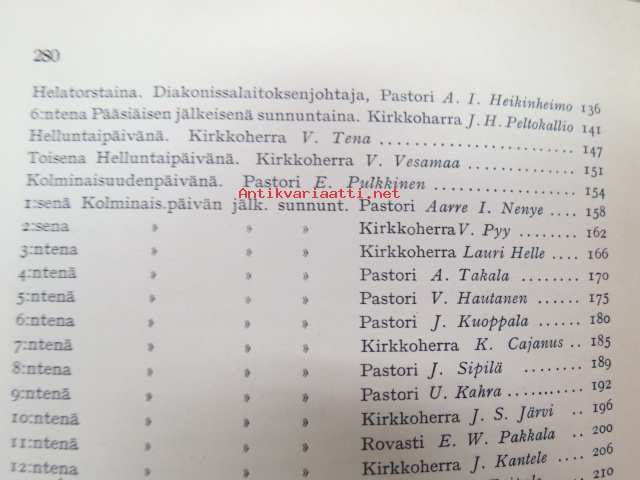 280
Helatorstaina. Diakonissalaitoksenjohtaja, Pastori A. I. Heikinheimo 136
6:ntena Pääsiäisen jälkeisenä sunnuntaina. Kirkkoharra J. H. Peltokallio 141
Helluntaipäivänä. Kirkkoherra V. Tena ................ 147
Toisena Helluntaipäivänä. Kirkkoherra V. Vesamaa ........ 151
Kolminaisuudenpäivänä. Pastori E. Pulkkinen ............ 154
Antikvariaatti.net
1:senä Kolminais.päivän jälk. sunnunt. Pastori Aarre I. Nenye .. 158
2:sena » » » Kirkkoherra V. Pyy ...... 162
3:ntena » » » Kirkkoherra Lauri Helle .... 166
4:ntenä » » » Pastori A. Takala ........ 170
5:ntenä » » » Pastori V. Hautanen ...... 175
6:ntena » » » Pastori J. Kuoppala ...... 180
7:ntenä » » » Kirkkoherra K. Cajanus .. 185
8:ntena » » » Pastori J. Sipilä ........ 189
9:ntenä » » » Pastori U. Kahra ......... 192
10:ntenä » » » Kirkkoherra J. S. Järvi .. 196
11:ntenä » » » Rovasti E. W. Pakkala .. 200
12:ntena » » » Kirkkoherra J. Kantele .. 206
210